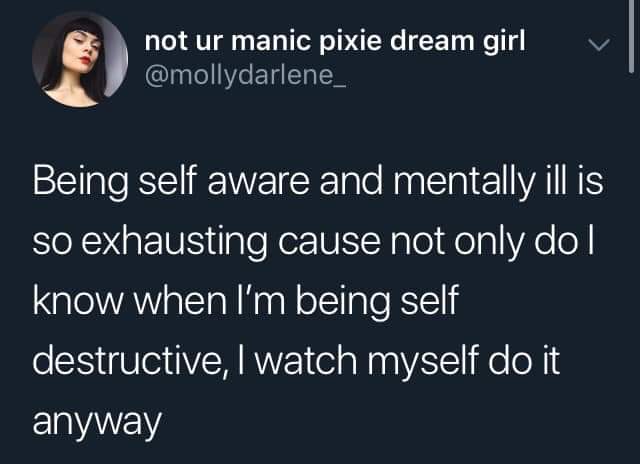 not ur manic pixie dream girl
@mollydarlene_
Being self aware and mentally ill is
so exhausting cause not only do I
know when I'm being self
destructive, I watch myself do it
anyway